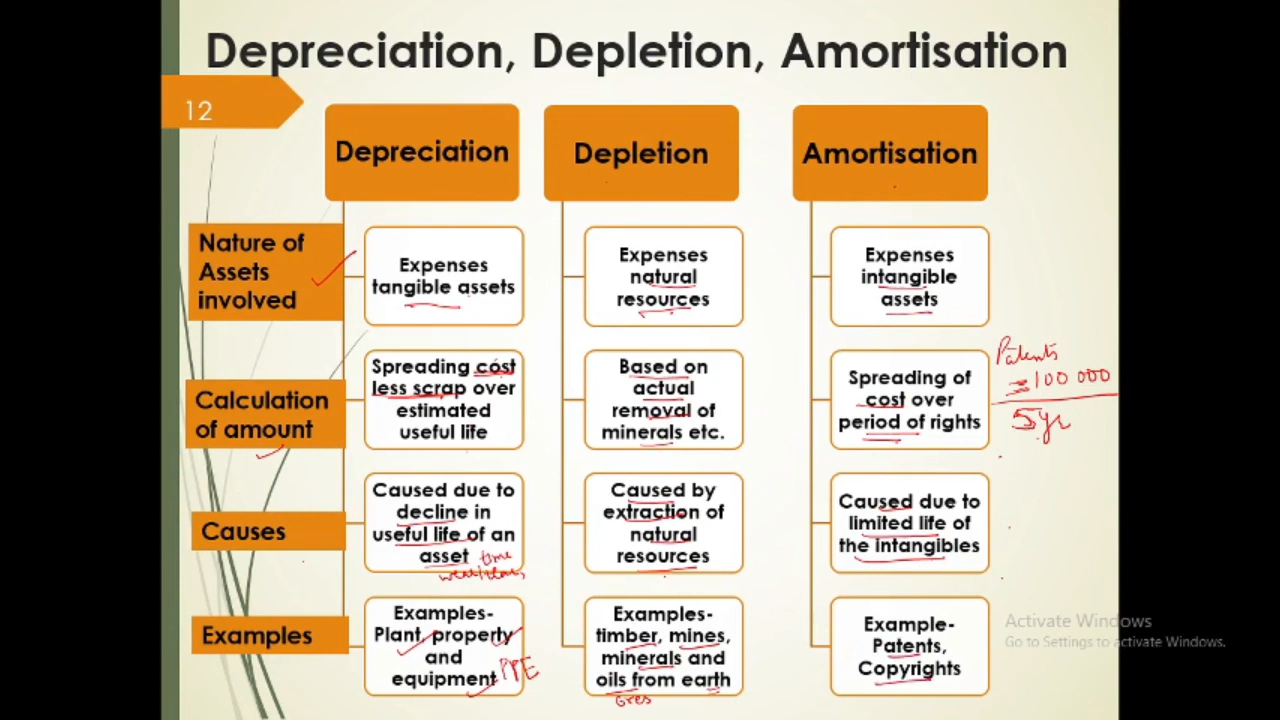 Depreciation, Depletion, Amortisation
12
Depreciation
Depletion
Amortisation
Nature of
Assets
involved
Expenses
tangible assets
Expenses
natural
resources
Expenses
intangible
assets
Calculation
of amount
Spreading cost
less scrap over
estimated
useful life
Based on
actual
removal of
minerals etc.
Spreading of
cost over
period of rights
Patents
100 000
5 yr
Causes
Caused due to
decline in
useful life of an
asset
time
Caused by
extraction of
natural
resources
Caused due to
limited life of
the intangibles
Examples
Examples-
Plant, property
and
equipment
PPE
Examples-
timber, mines,
minerals and
oils from earth
ores
Example-
Patents,
Copyrights
Activate Windows
Go to Settings to activate Windows.